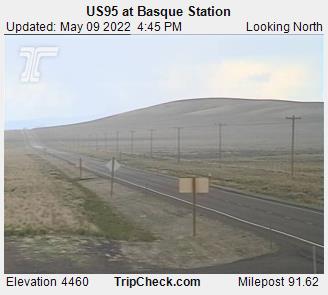 US95 at Basque Station
Updated: May 09 2022 4:45 PM Looking North
Elevation 4460 TripCheck.com Milepost 91.62